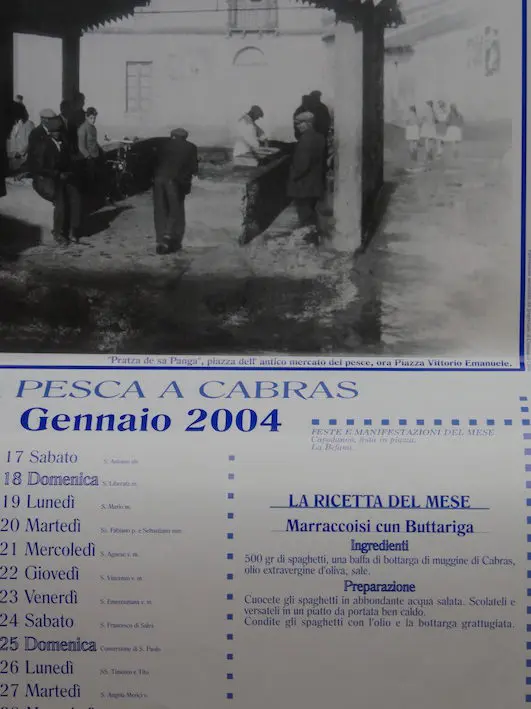 "Pratza de sa Panga", piazza dell' antico mercato del pesce, ora Piazza Vittorio Emanuele.
PESCA A CABRAS
Gennaio 2004
FESTE E MANIFESTAZIONI DEL MESE
Capodanno, festa in piazza.
La Befana.
17 Sabato S. Antonio ab.
18 Domenica S. Liberata m.
19 Lunedì S. Mario m.
20 Martedì Ss. Fabiano p. e Sebastiano mm.
21 Mercoledì S. Agnese v. m.
22 Giovedì S. Vincenzo v. m.
23 Venerdì S. Emerenziana v. m.
24 Sabato S. Francesco di Sales
25 Domenica Conversione di S. Paolo
26 Lunedì SS. Timoteo e Tito
27 Martedì S. Angela Merici v.
LA RICETTA DEL MESE
Marraccoisi cun Buttariga
Ingredienti
500 gr di spaghetti, una baffa di bottarga di muggine di Cabras,
olio extravergine d'oliva, sale.
Preparazione
Cuocete gli spaghetti in abbondante acqua salata. Scolateli e
versateli in un piatto da portata ben caldo.
Condite gli spaghetti con l'olio e la bottarga grattugiata.